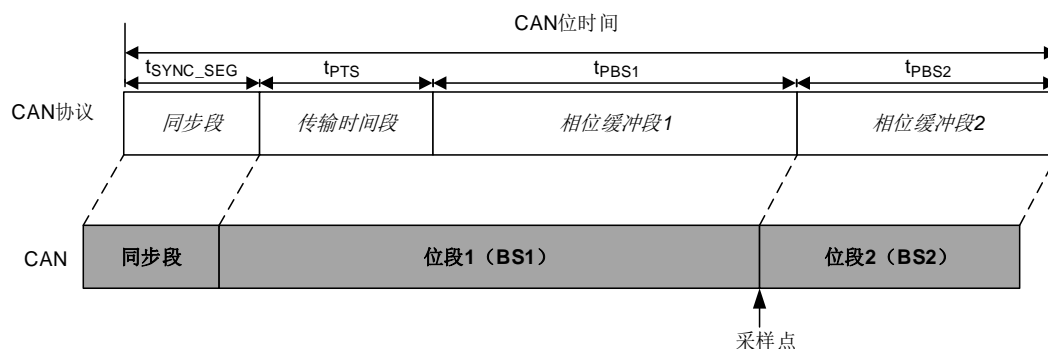 CAN位时间
tSYNC_SEG tPTS tPBS1 tPBS2
CAN协议 同步段 传输时间段 相位缓冲段1 相位缓冲段2
CAN 同步段 位段1（BS1） 位段2（BS2）
采样点